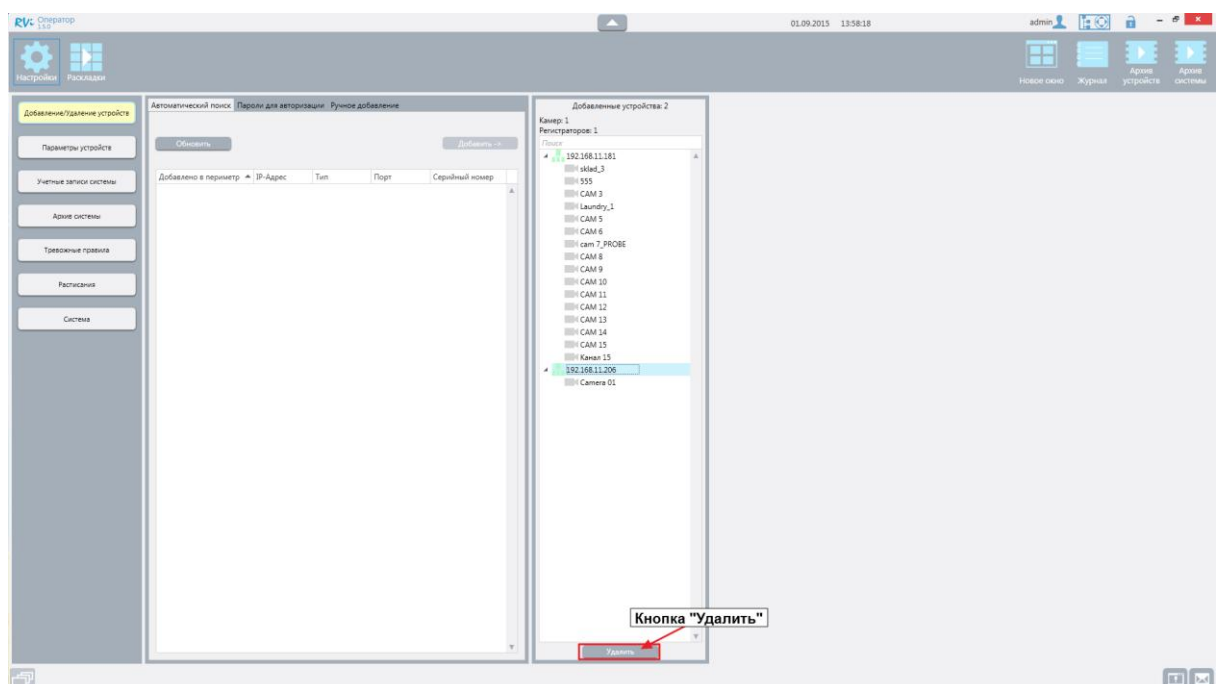 RVi Оператор
1.5.0
01.09.2015 13:58:18
admin
Настройки Раскладки
Новое окно Журнал Архив устройств Архив системы
Добавление/Удаление устройств
Параметры устройств
Учетные записи системы
Архив системы
Тревожные правила
Расписания
Система
Автоматический поиск Пароли для авторизации Ручное добавление
Обновить Добавить ->
Добавлено в периметр IP-Адрес Тип Порт Серийный номер
Добавленные устройства: 2
Камер: 1
Регистраторов: 1
Поиск
192.168.11.181
sklad_3
555
CAM 3
Laundry_1
CAM 5
CAM 6
cam 7_PROBE
CAM 8
CAM 9
CAM 10
CAM 11
CAM 12
CAM 13
CAM 14
CAM 15
Канал 15
192.168.11.206
Camera 01
Кнопка "Удалить"
Удалить